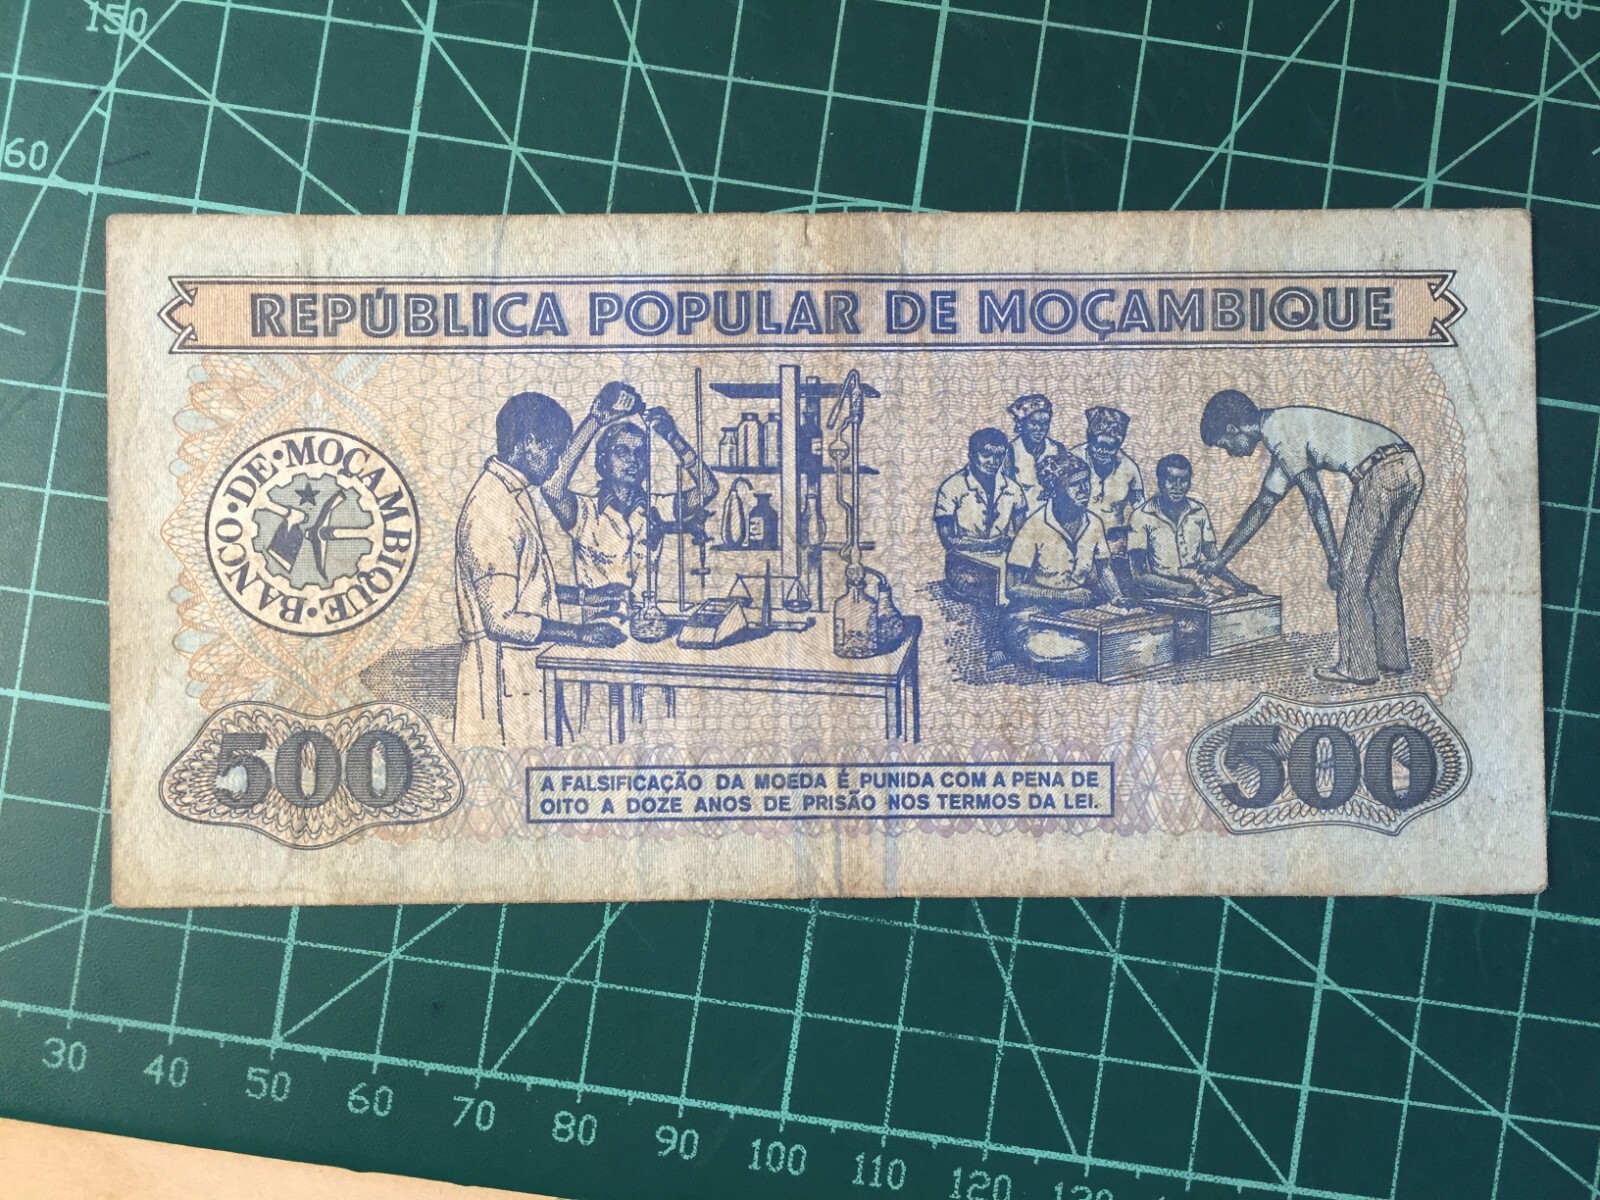 150
60
REPÚBLICA POPULAR DE MOÇAMBIQUE
BANCO·DE·MOÇAMBIQUE·
500
A FALSIFICAÇÃO DA MOEDA É PUNIDA COM A PENA DE
OITO A DOZE ANOS DE PRISÃO NOS TERMOS DA LEI.
500
30 40 50 60 70 80 90 100 110 120 130